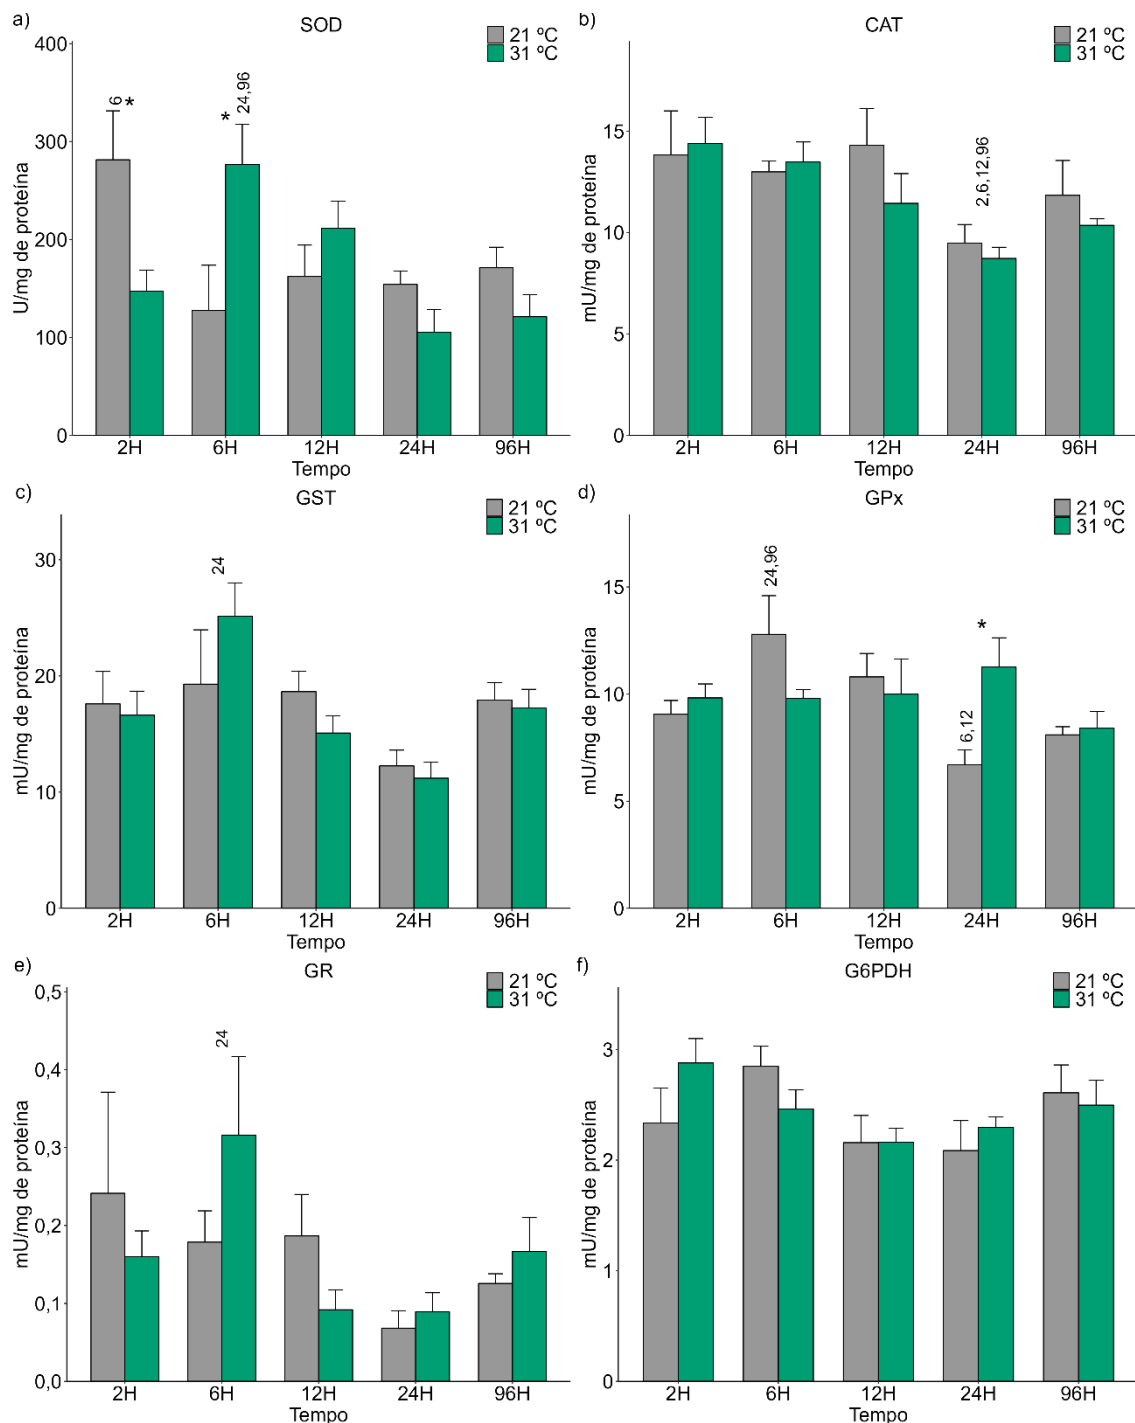 a)
SOD
21 ºC
31 ºC
U/mg de proteína
400
300
200
100
0
6
*
*
24,96
2H
6H
12H
24H
96H
Tempo
b)
CAT
21 ºC
31 ºC
mU/mg de proteína
15
10
5
0
2,6,12,96
2H
6H
12H
24H
96H
Tempo
c)
GST
21 ºC
31 ºC
mU/mg de proteína
30
20
10
0
24
2H
6H
12H
24H
96H
Tempo
d)
GPx
21 ºC
31 ºC
mU/mg de proteína
15
10
5
0
24,96
6,12
*
2H
6H
12H
24H
96H
Tempo
e)
GR
21 ºC
31 ºC
mU/mg de proteína
0,5
0,4
0,3
0,2
0,1
0,0
24
2H
6H
12H
24H
96H
Tempo
f)
G6PDH
21 ºC
31 ºC
mU/mg de proteína
3
2
1
0
2H
6H
12H
24H
96H
Tempo